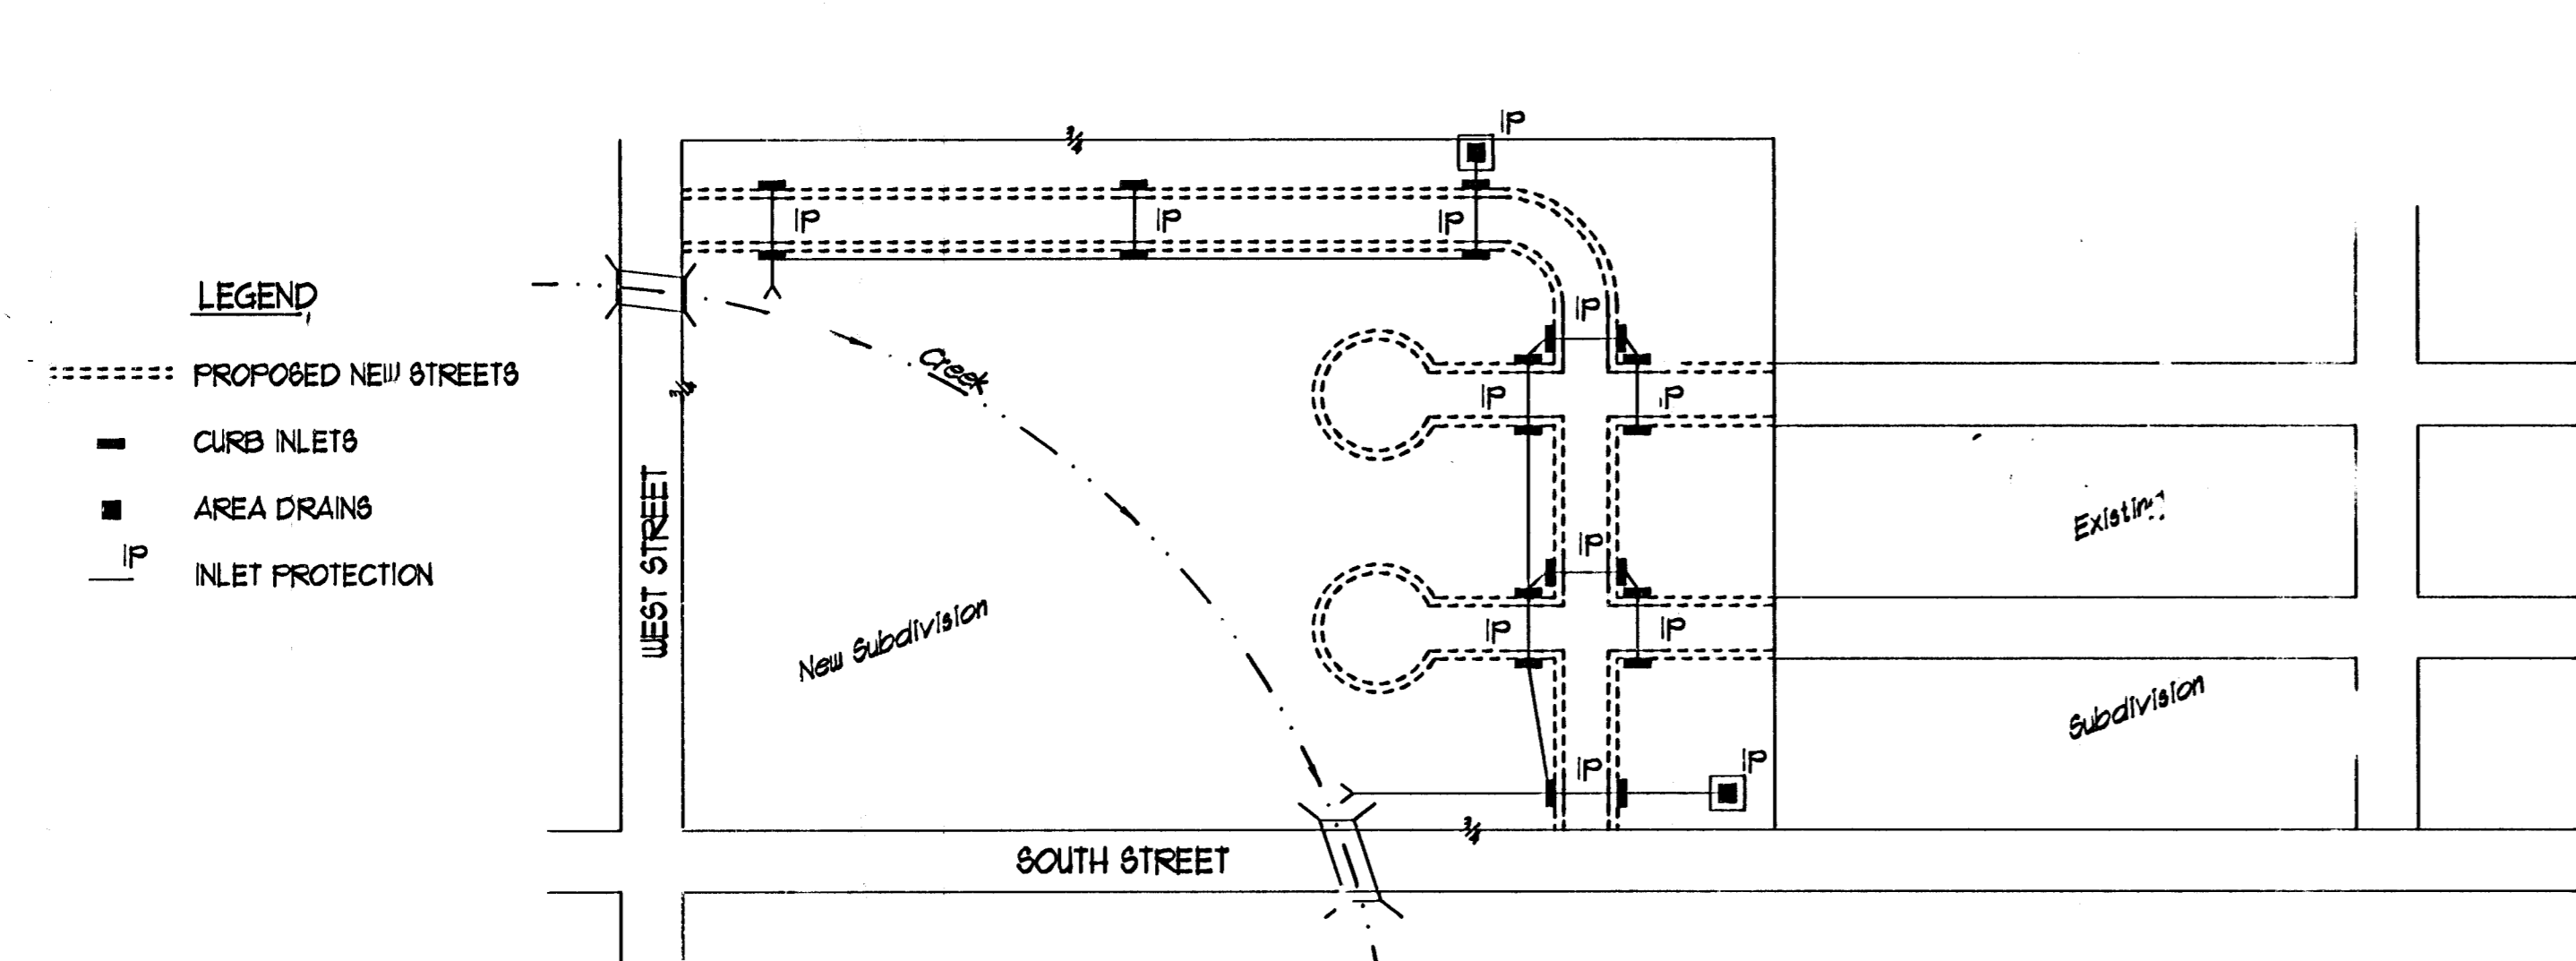 LEGEND
PROPOSED NEW STREETS
CURB INLETS
AREA DRAINS
IP
INLET PROTECTION
WEST STREET
SOUTH STREET
Creek
New Subdivision
Existing
Subdivision
IP
IP
IP
IP
IP
IP
IP
IP
IP
IP
IP
IP